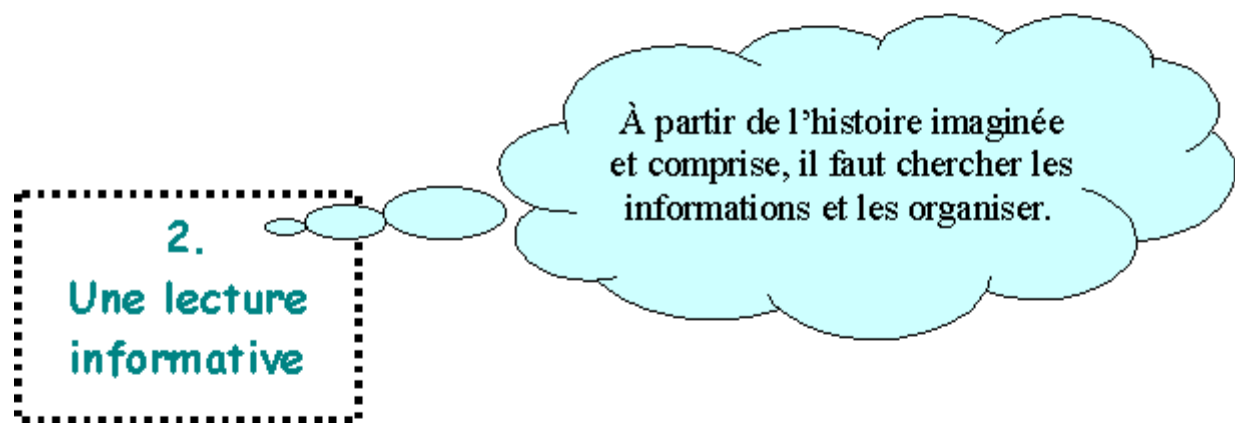 2.
Une lecture
informative
À partir de l'histoire imaginée
et comprise, il faut chercher les
informations et les organiser.